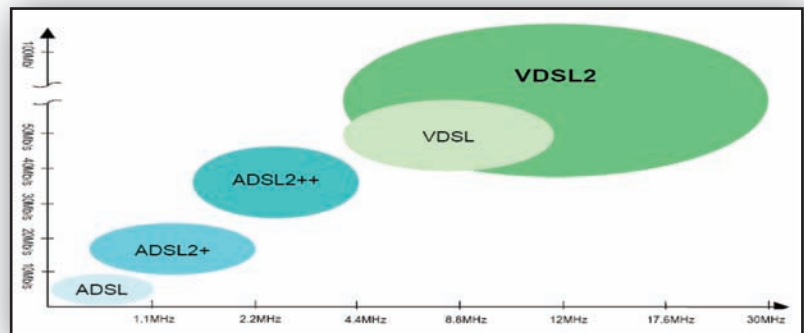 100Mb/
50Mb/s
40Mb/s
30Mb/s
20Mb/s
10Mb/s
VDSL2
VDSL
ADSL2++
ADSL2+
ADSL
1.1MHz
2.2MHz
4.4MHz
8.8MHz
12MHz
17.6MHz
30MHz